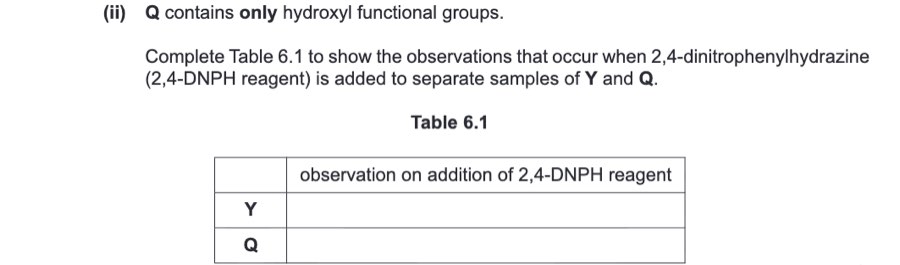 (ii) Q contains only hydroxyl functional groups.
Complete Table 6.1 to show the observations that occur when 2,4-dinitrophenylhydrazine
(2,4-DNPH reagent) is added to separate samples of Y and Q.
Table 6.1
observation on addition of 2,4-DNPH reagent
Y
Q